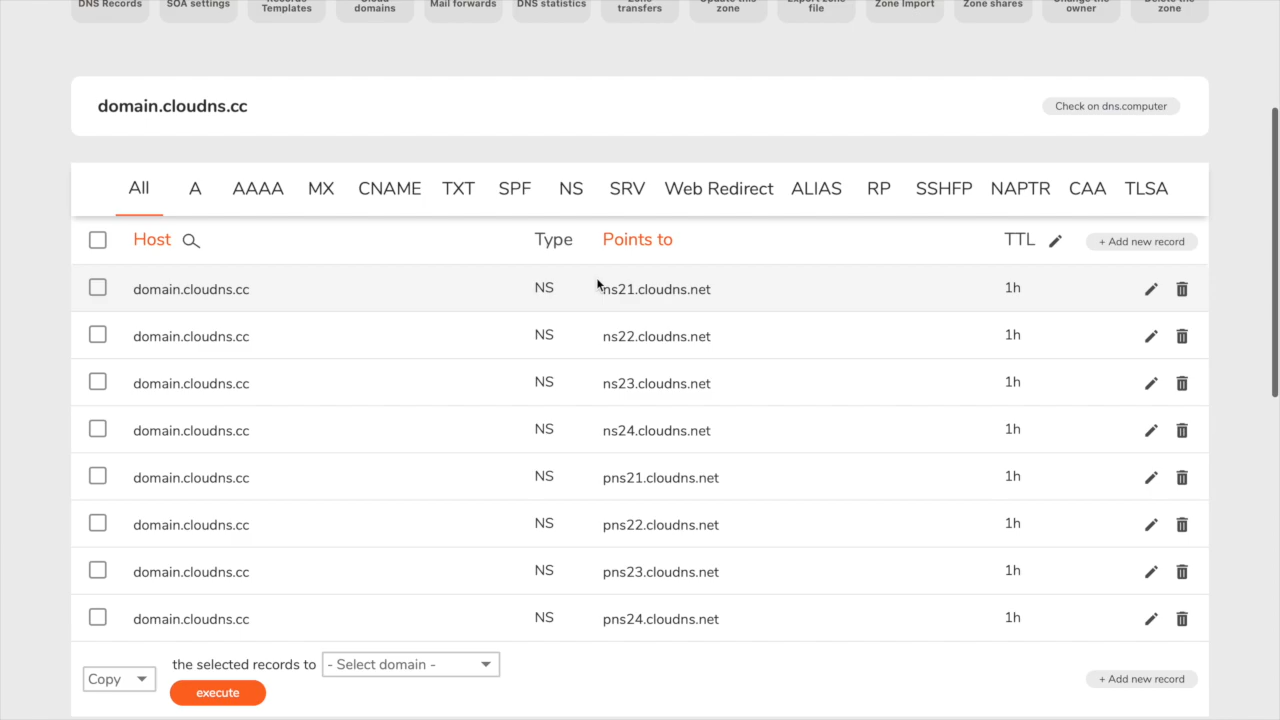 DNS Records SOA settings Records Templates Cloud domains Mail forwards DNS statistics Zone transfers Update this zone Export zone file Zone Import Zone shares Change the owner Delete the zone
domain.cloudns.cc Check on dns.computer
All A AAAA MX CNAME TXT SPF NS SRV Web Redirect ALIAS RP SSHFP NAPTR CAA TLSA
Host Type Points to TTL + Add new record
domain.cloudns.cc NS ns21.cloudns.net 1h
domain.cloudns.cc NS ns22.cloudns.net 1h
domain.cloudns.cc NS ns23.cloudns.net 1h
domain.cloudns.cc NS ns24.cloudns.net 1h
domain.cloudns.cc NS pns21.cloudns.net 1h
domain.cloudns.cc NS pns22.cloudns.net 1h
domain.cloudns.cc NS pns23.cloudns.net 1h
domain.cloudns.cc NS pns24.cloudns.net 1h
Copy the selected records to - Select domain -
execute + Add new record